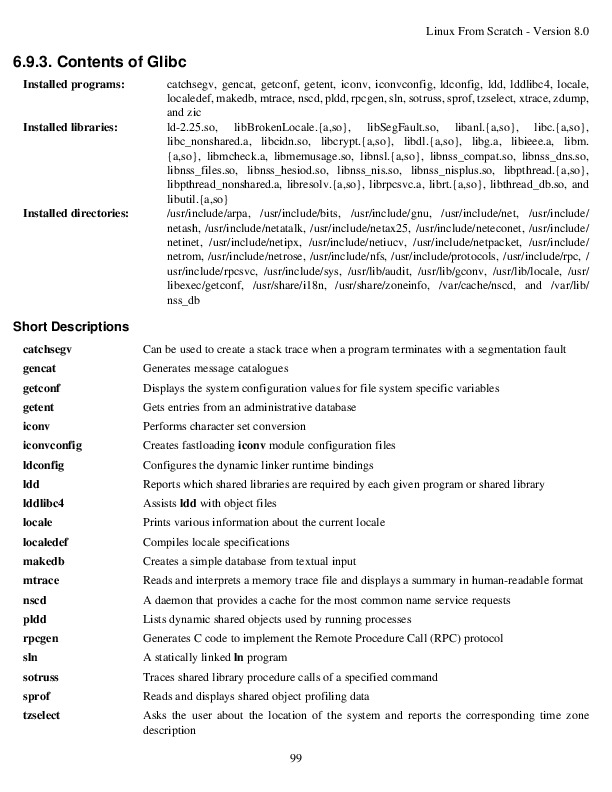 Linux From Scratch - Version 8.0
6.9.3. Contents of Glibc
Installed programs: catchsegv, gencat, getconf, getent, iconv, iconvconfig, ldconfig, ldd, lddlibc4, locale,
localedef, makedb, mtrace, nscd, pldd, rpcgen, sln, sotruss, sprof, tzselect, xtrace, zdump,
and zic
Installed libraries: ld-2.25.so, libBrokenLocale.{a,so}, libSegFault.so, libanl.{a,so}, libc.{a,so},
libc_nonshared.a, libcidn.so, libcrypt.{a,so}, libdl.{a,so}, libg.a, libieee.a, libm.
{a,so}, libmcheck.a, libmemusage.so, libnsl.{a,so}, libnss_compat.so, libnss_dns.so,
libnss_files.so, libnss_hesiod.so, libnss_nis.so, libnss_nisplus.so, libpthread.{a,so},
libpthread_nonshared.a, libresolv.{a,so}, librpcsvc.a, librt.{a,so}, libthread_db.so, and
libutil.{a,so}
Installed directories: /usr/include/arpa, /usr/include/bits, /usr/include/gnu, /usr/include/net, /usr/include/
netash, /usr/include/netatalk, /usr/include/netax25, /usr/include/neteconet, /usr/include/
netinet, /usr/include/netipx, /usr/include/netiucv, /usr/include/netpacket, /usr/include/
netrom, /usr/include/netrose, /usr/include/nfs, /usr/include/protocols, /usr/include/rpc, /
usr/include/rpcsvc, /usr/include/sys, /usr/lib/audit, /usr/lib/gconv, /usr/lib/locale, /usr/
libexec/getconf, /usr/share/i18n, /usr/share/zoneinfo, /var/cache/nscd, and /var/lib/
nss_db
Short Descriptions
catchsegv Can be used to create a stack trace when a program terminates with a segmentation fault
gencat Generates message catalogues
getconf Displays the system configuration values for file system specific variables
getent Gets entries from an administrative database
iconv Performs character set conversion
iconvconfig Creates fastloading iconv module configuration files
ldconfig Configures the dynamic linker runtime bindings
ldd Reports which shared libraries are required by each given program or shared library
lddlibc4 Assists ldd with object files
locale Prints various information about the current locale
localedef Compiles locale specifications
makedb Creates a simple database from textual input
mtrace Reads and interprets a memory trace file and displays a summary in human-readable format
nscd A daemon that provides a cache for the most common name service requests
pldd Lists dynamic shared objects used by running processes
rpcgen Generates C code to implement the Remote Procedure Call (RPC) protocol
sln A statically linked ln program
sotruss Traces shared library procedure calls of a specified command
sprof Reads and displays shared object profiling data
tzselect Asks the user about the location of the system and reports the corresponding time zone
description
99